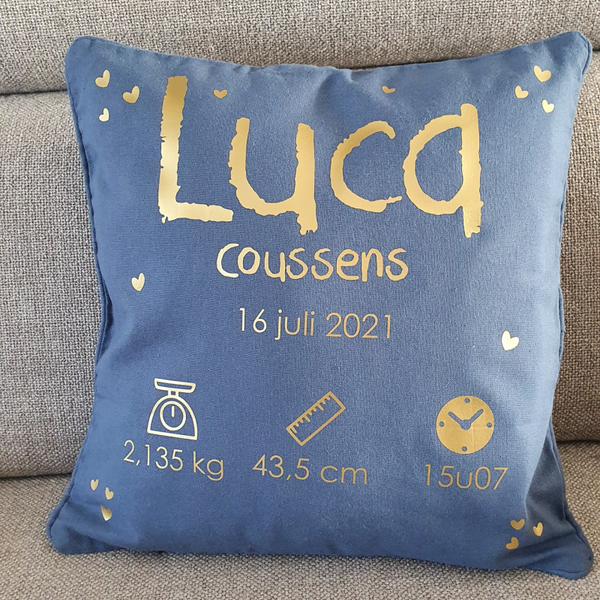 Luca
coussens
16 juli 2021
2,135 kg 43,5 cm 15u07